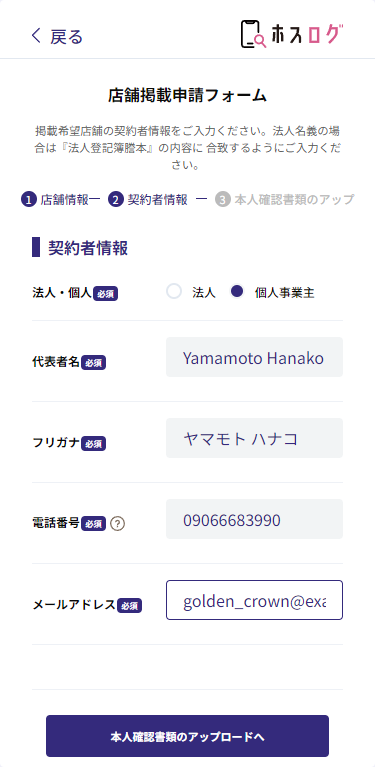 戻る
ホスログ
店舗掲載申請フォーム
掲載希望店舗の契約者情報をご入力ください。法人名義の場
合は『法人登記簿謄本』の内容に 合致するようにご入力くだ
さい。
1 店舗情報 2 契約者情報 3 本人確認書類のアップ
契約者情報
法人・個人 必須 法人 個人事業主
代表者名 必須 Yamamoto Hanako
フリガナ 必須 ヤマモト ハナコ
電話番号 必須 ? 09066683990
メールアドレス 必須 golden_crown@exa
本人確認書類のアップロードへ